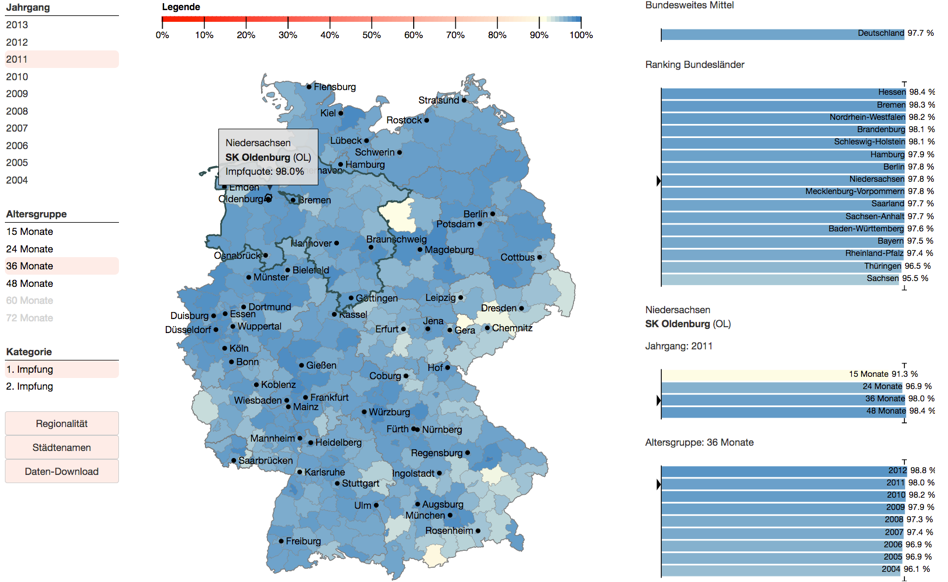 Jahrgang
2013
2012
2011
2010
2009
2008
2007
2006
2005
2004
Altersgruppe
15 Monate
24 Monate
36 Monate
48 Monate
60 Monate
72 Monate
Kategorie
1. Impfung
2. Impfung
Regionalität
Städtenamen
Daten-Download
Legende
0% 10% 20% 30% 40% 50% 60% 70% 80% 90% 100%
Flensburg
Stralsund
Kiel
Rostock
Lübeck
Schwerin
Hamburg
Niedersachsen
SK Oldenburg (OL)
Impfquote: 98.0%
haven
Emden
Oldenburg
Bremen
Berlin
Potsdam
Hannover
Braunschweig
Magdeburg
Osnabrück
Cottbus
Bielefeld
Münster
Göttingen
Leipzig
Dortmund
Dresden
Duisburg
Essen
Kassel
Düsseldorf
Wuppertal
Erfurt
Jena
Gera
Chemnitz
Köln
Bonn
Gießen
Hof
Coburg
Koblenz
Wiesbaden
Frankfurt
Mainz
Würzburg
Fürth
Nürnberg
Mannheim
Heidelberg
Regensburg
Saarbrücken
Karlsruhe
Ingolstadt
Stuttgart
Ulm
Augsburg
München
Rosenheim
Freiburg
Bundesweites Mittel
Deutschland 97.7 %
Ranking Bundesländer
Hessen 98.4 %
Bremen 98.3 %
Nordrhein-Westfalen 98.2 %
Brandenburg 98.1 %
Schleswig-Holstein 98.1 %
Hamburg 97.9 %
Berlin 97.8 %
Niedersachsen 97.8 %
Mecklenburg-Vorpommern 97.7 %
Saarland 97.7 %
Sachsen-Anhalt 97.7 %
Baden-Württemberg 97.6 %
Bayern 97.5 %
Rheinland-Pfalz 97.4 %
Thüringen 96.5 %
Sachsen 95.5 %
Niedersachsen
SK Oldenburg (OL)
Jahrgang: 2011
15 Monate 91.3 %
24 Monate 96.9 %
36 Monate 98.0 %
48 Monate 98.4 %
Altersgruppe: 36 Monate
2012 98.8 %
2011 98.0 %
2010 98.2 %
2009 97.9 %
2008 97.3 %
2007 97.4 %
2006 96.9 %
2005 96.9 %
2004 96.1 %